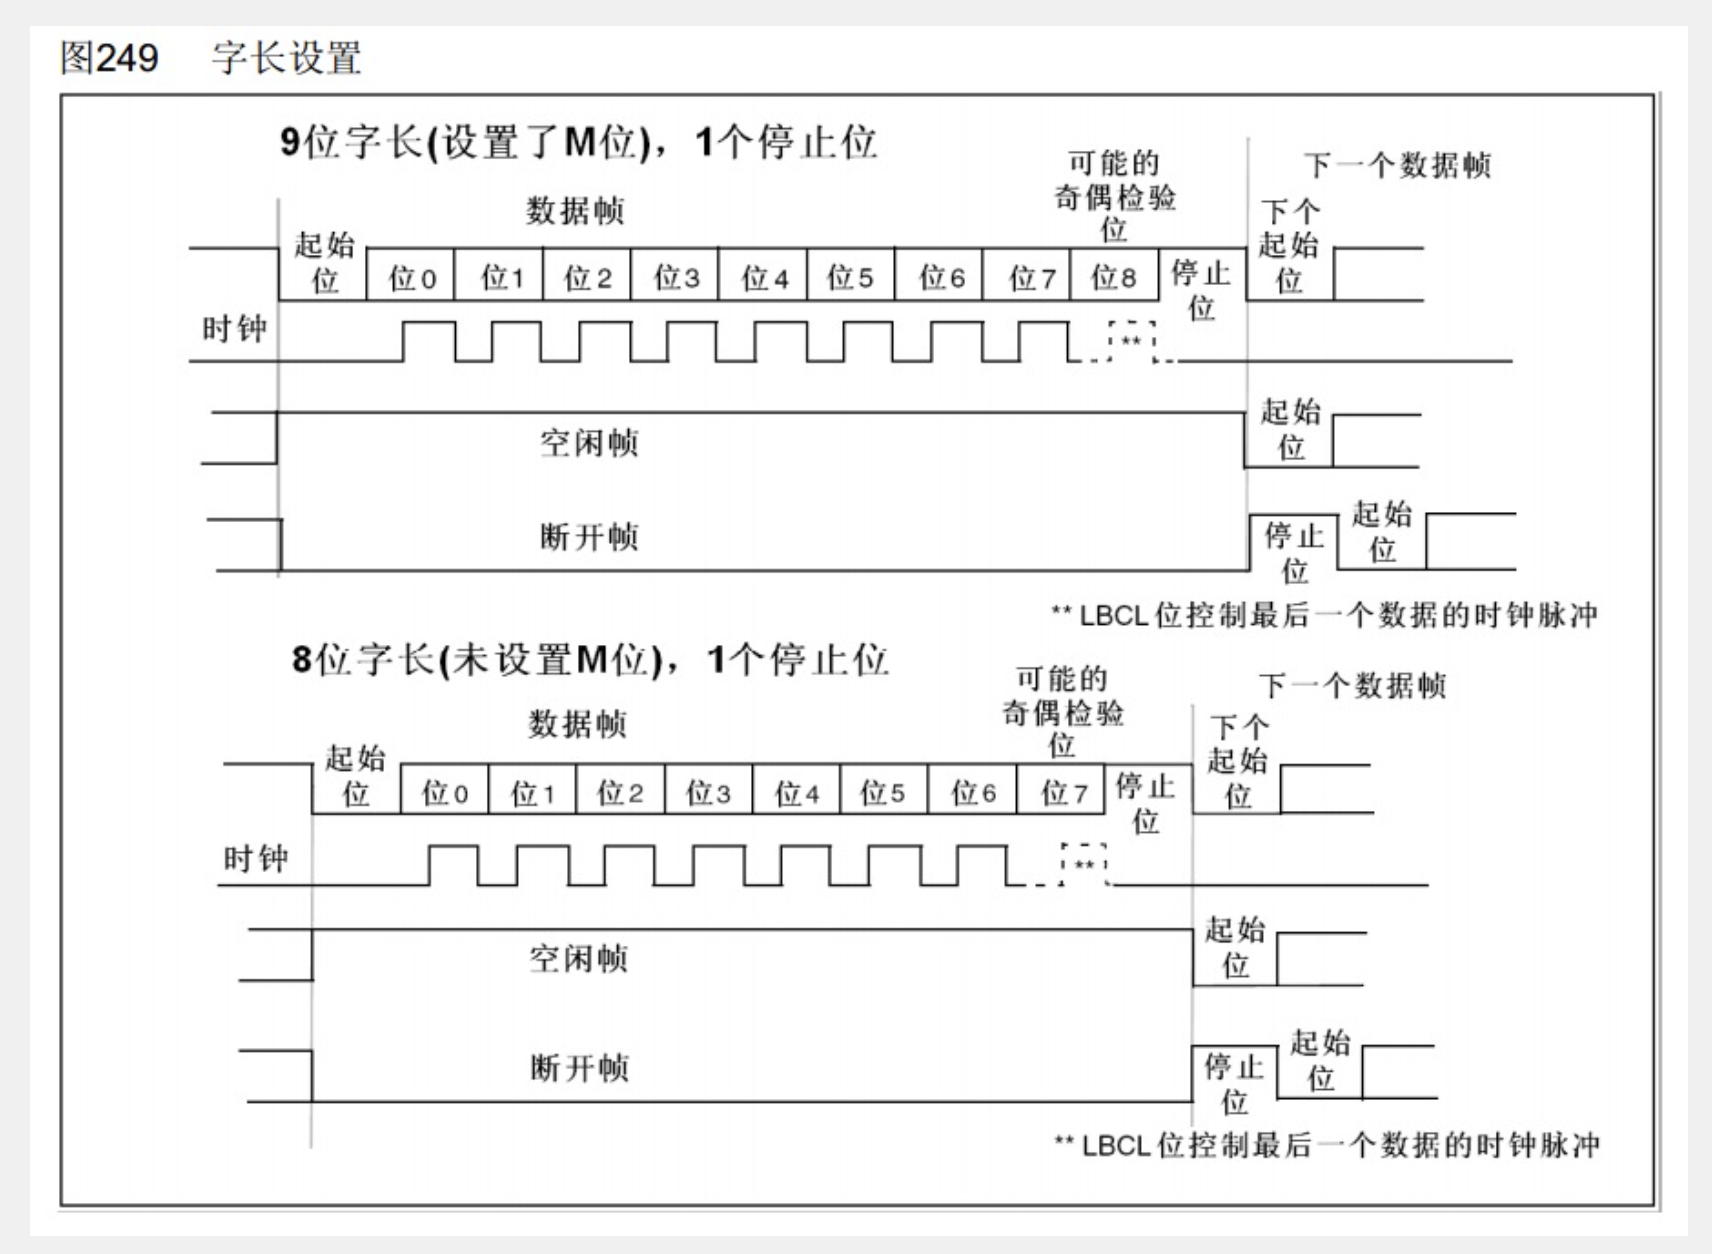 图249 字长设置
9位字长(设置了M位)，1个停止位
可能的
奇偶检验
位
下一个数据帧
数据帧
下个
起始
位
起始
位
位0 位1 位2 位3 位4 位5 位6 位7 位8
停止
位
时钟
**
空闲帧
起始
位
断开帧
停止
位
起始
位
** LBCL位控制最后一个数据的时钟脉冲
8位字长(未设置M位)，1个停止位
可能的
奇偶检验
位
下一个数据帧
数据帧
下个
起始
位
起始
位
位0 位1 位2 位3 位4 位5 位6 位7
停止
位
时钟
**
空闲帧
起始
位
断开帧
停止
位
起始
位
** LBCL位控制最后一个数据的时钟脉冲